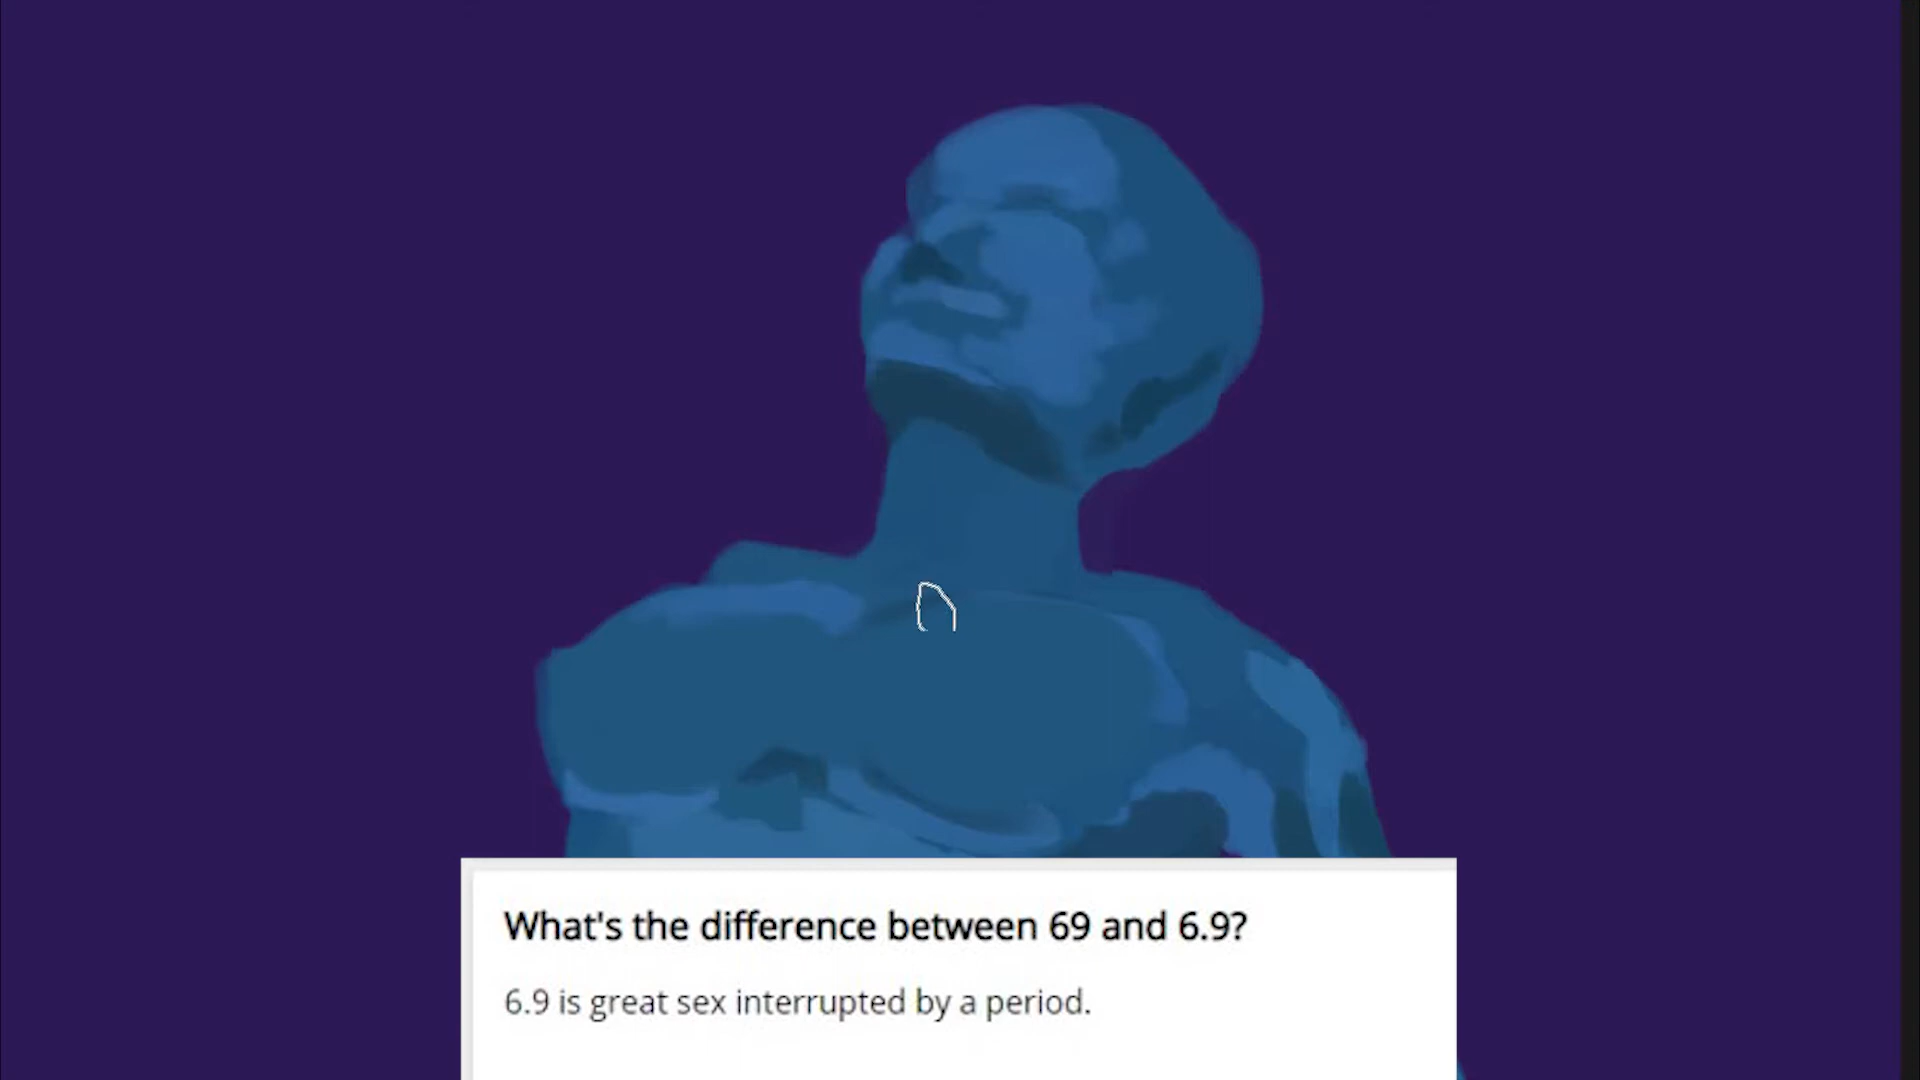 What's the difference between 69 and 6.9?
6.9 is great sex interrupted by a period.